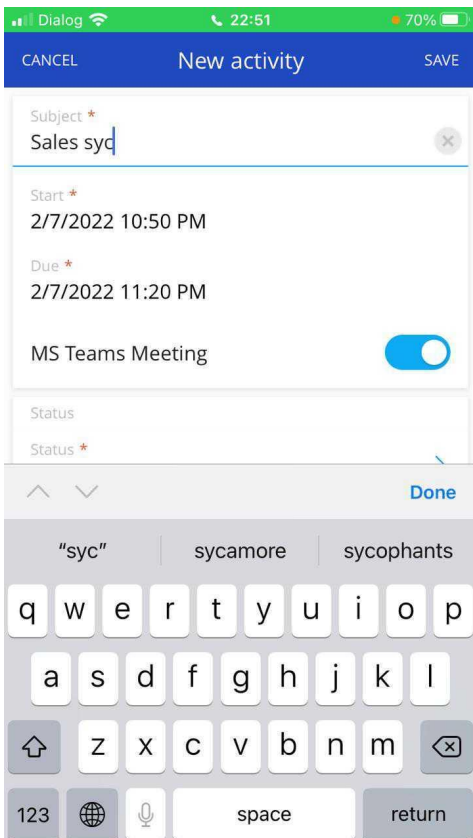 Dialog 22:51 70%
CANCEL New activity SAVE
Subject *
Sales syc
Start *
2/7/2022 10:50 PM
Due *
2/7/2022 11:20 PM
MS Teams Meeting
Status
Status *
Done
“syc” sycamore sycophants
q w e r t y u i o p
a s d f g h j k l
z x c v b n m
123 space return